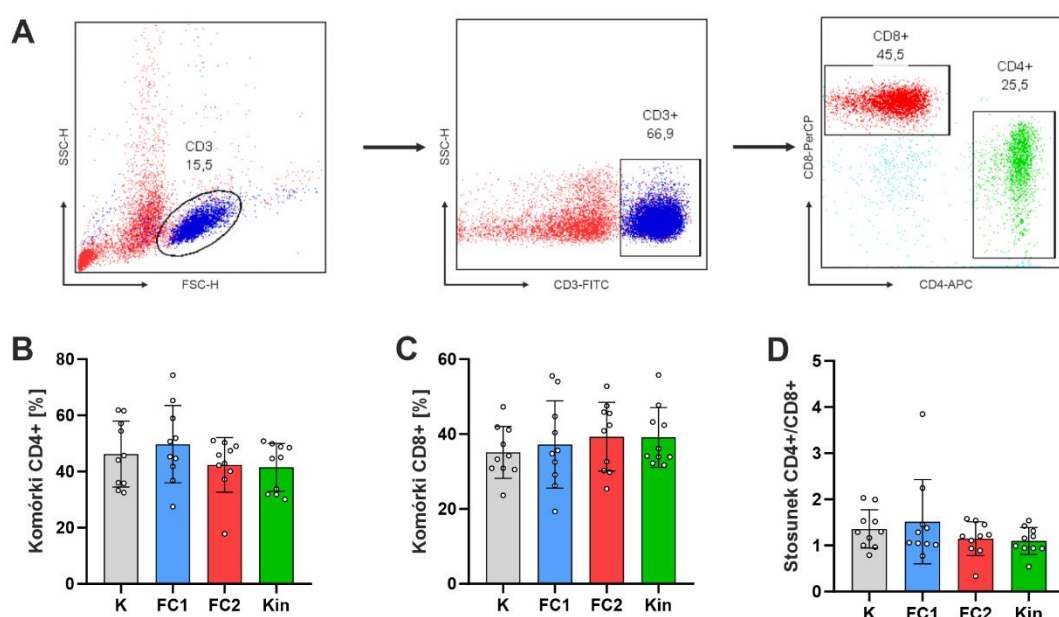 A
SSC-H
CD3
15,5
FSC-H
SSC-H
CD3+
66,9
CD3-FITC
CD8-PerCP
CD8+
45,5
CD4+
25,5
CD4-APC
B
Komórki CD4+ [%]
80
60
40
20
0
K FC1 FC2 Kin
C
Komórki CD8+ [%]
60
40
20
0
K FC1 FC2 Kin
D
Stosunek CD4+/CD8+
5
4
3
2
1
0
K FC1 FC2 Kin